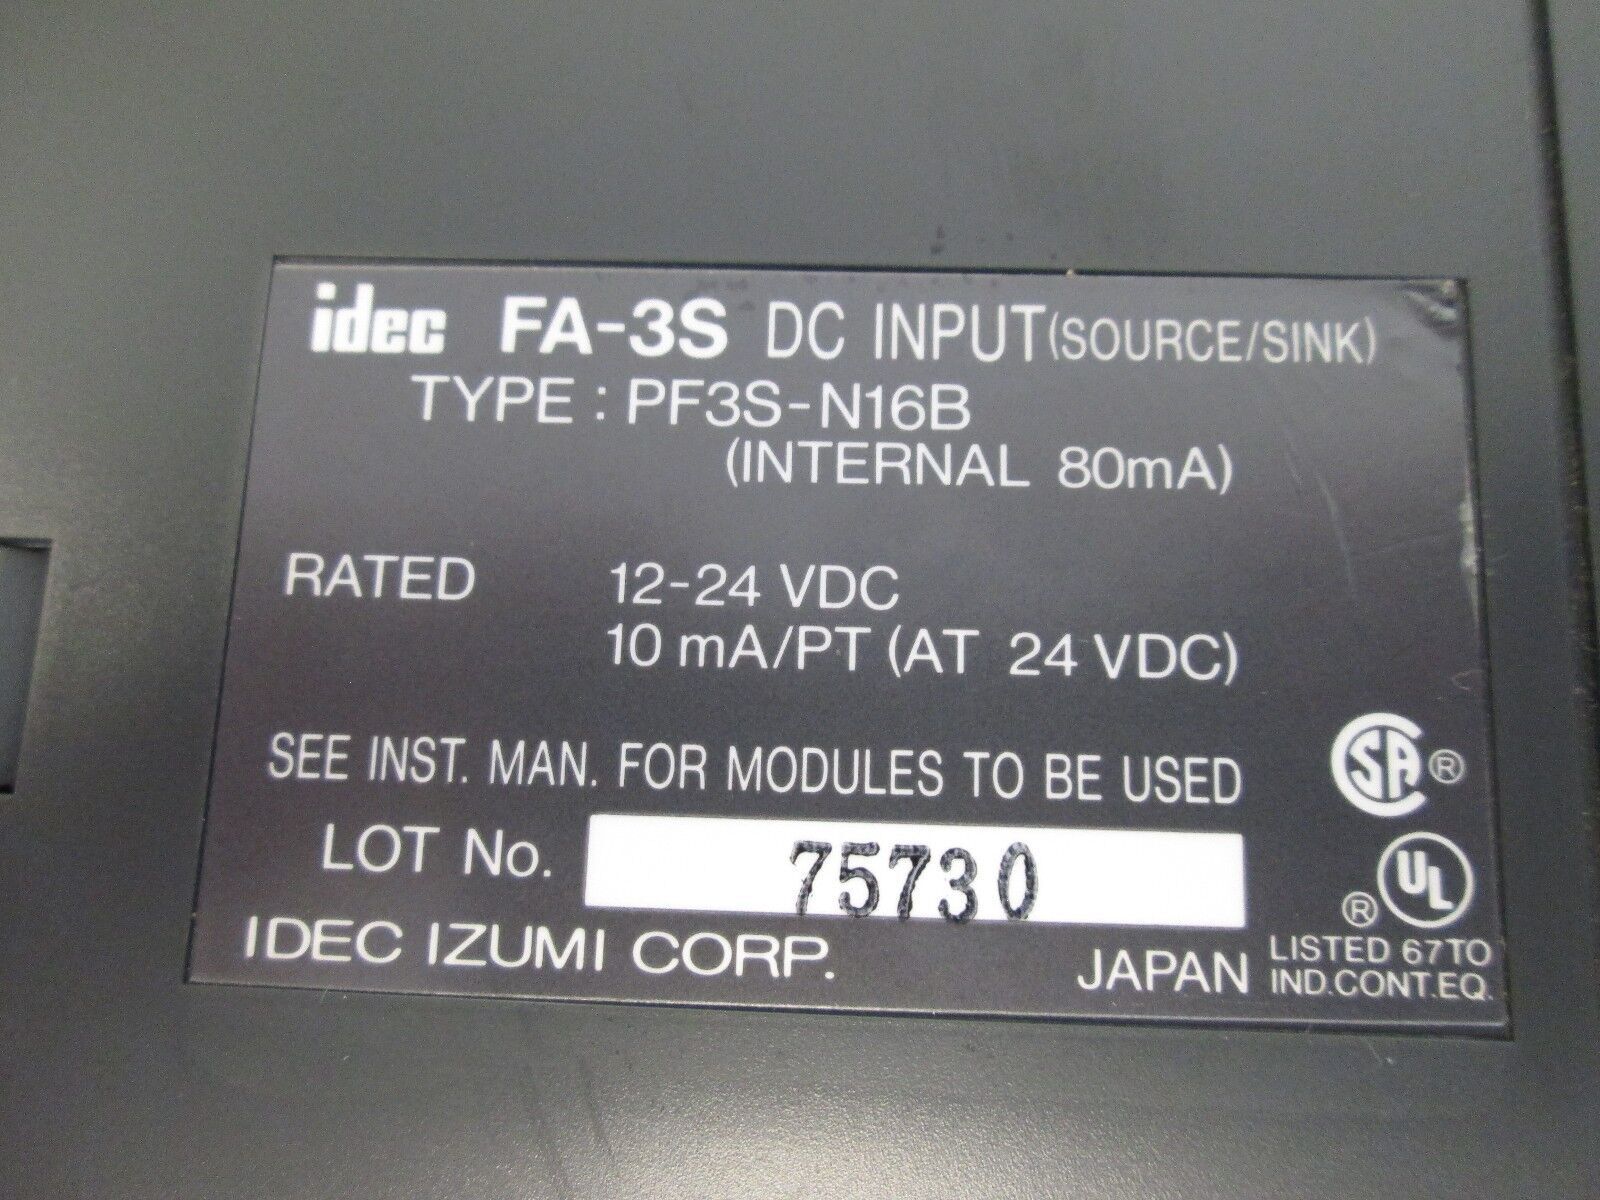 idec FA-3S DC INPUT(SOURCE/SINK)
TYPE : PF3S-N16B
(INTERNAL 80mA)
RATED 12-24 VDC
10 mA/PT (AT 24 VDC)
SEE INST. MAN. FOR MODULES TO BE USED
SA ®
LOT No. 75730
UL ®
IDEC IZUMI CORP. JAPAN
LISTED 67TO
IND.CONT.EQ.